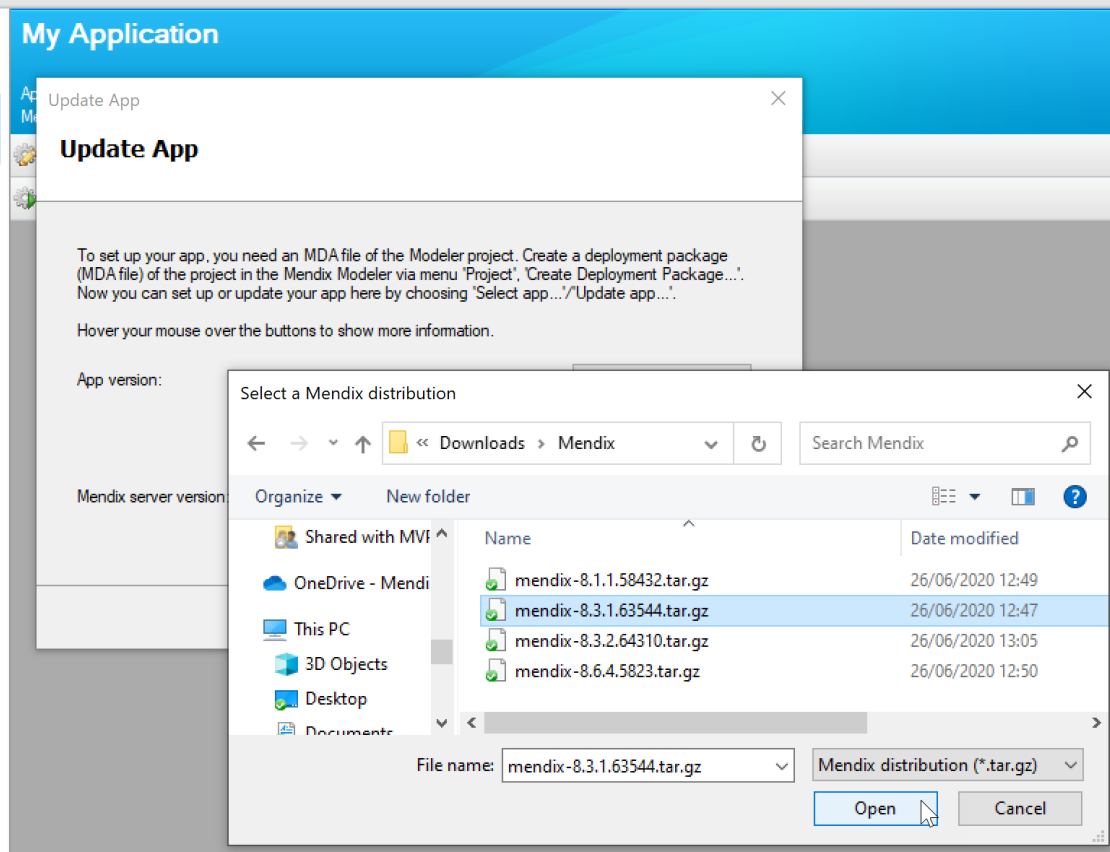 My Application
Ap
Me
Update App
Update App
To set up your app, you need an MDA file of the Modeler project. Create a deployment package
(MDA file) of the project in the Mendix Modeler via menu 'Project', 'Create Deployment Package...'.
Now you can set up or update your app here by choosing 'Select app...'/'Update app...'.
Hover your mouse over the buttons to show more information.
App version:
Mendix server version:
Select a Mendix distribution
« Downloads > Mendix
Search Mendix
Organize
New folder
?
Shared with MVF
OneDrive - Mendi
This PC
3D Objects
Desktop
Documents
Name
Date modified
mendix-8.1.1.58432.tar.gz 26/06/2020 12:49
mendix-8.3.1.63544.tar.gz 26/06/2020 12:47
mendix-8.3.2.64310.tar.gz 26/06/2020 13:05
mendix-8.6.4.5823.tar.gz 26/06/2020 12:50
File name: mendix-8.3.1.63544.tar.gz
Mendix distribution (*.tar.gz)
Open
Cancel